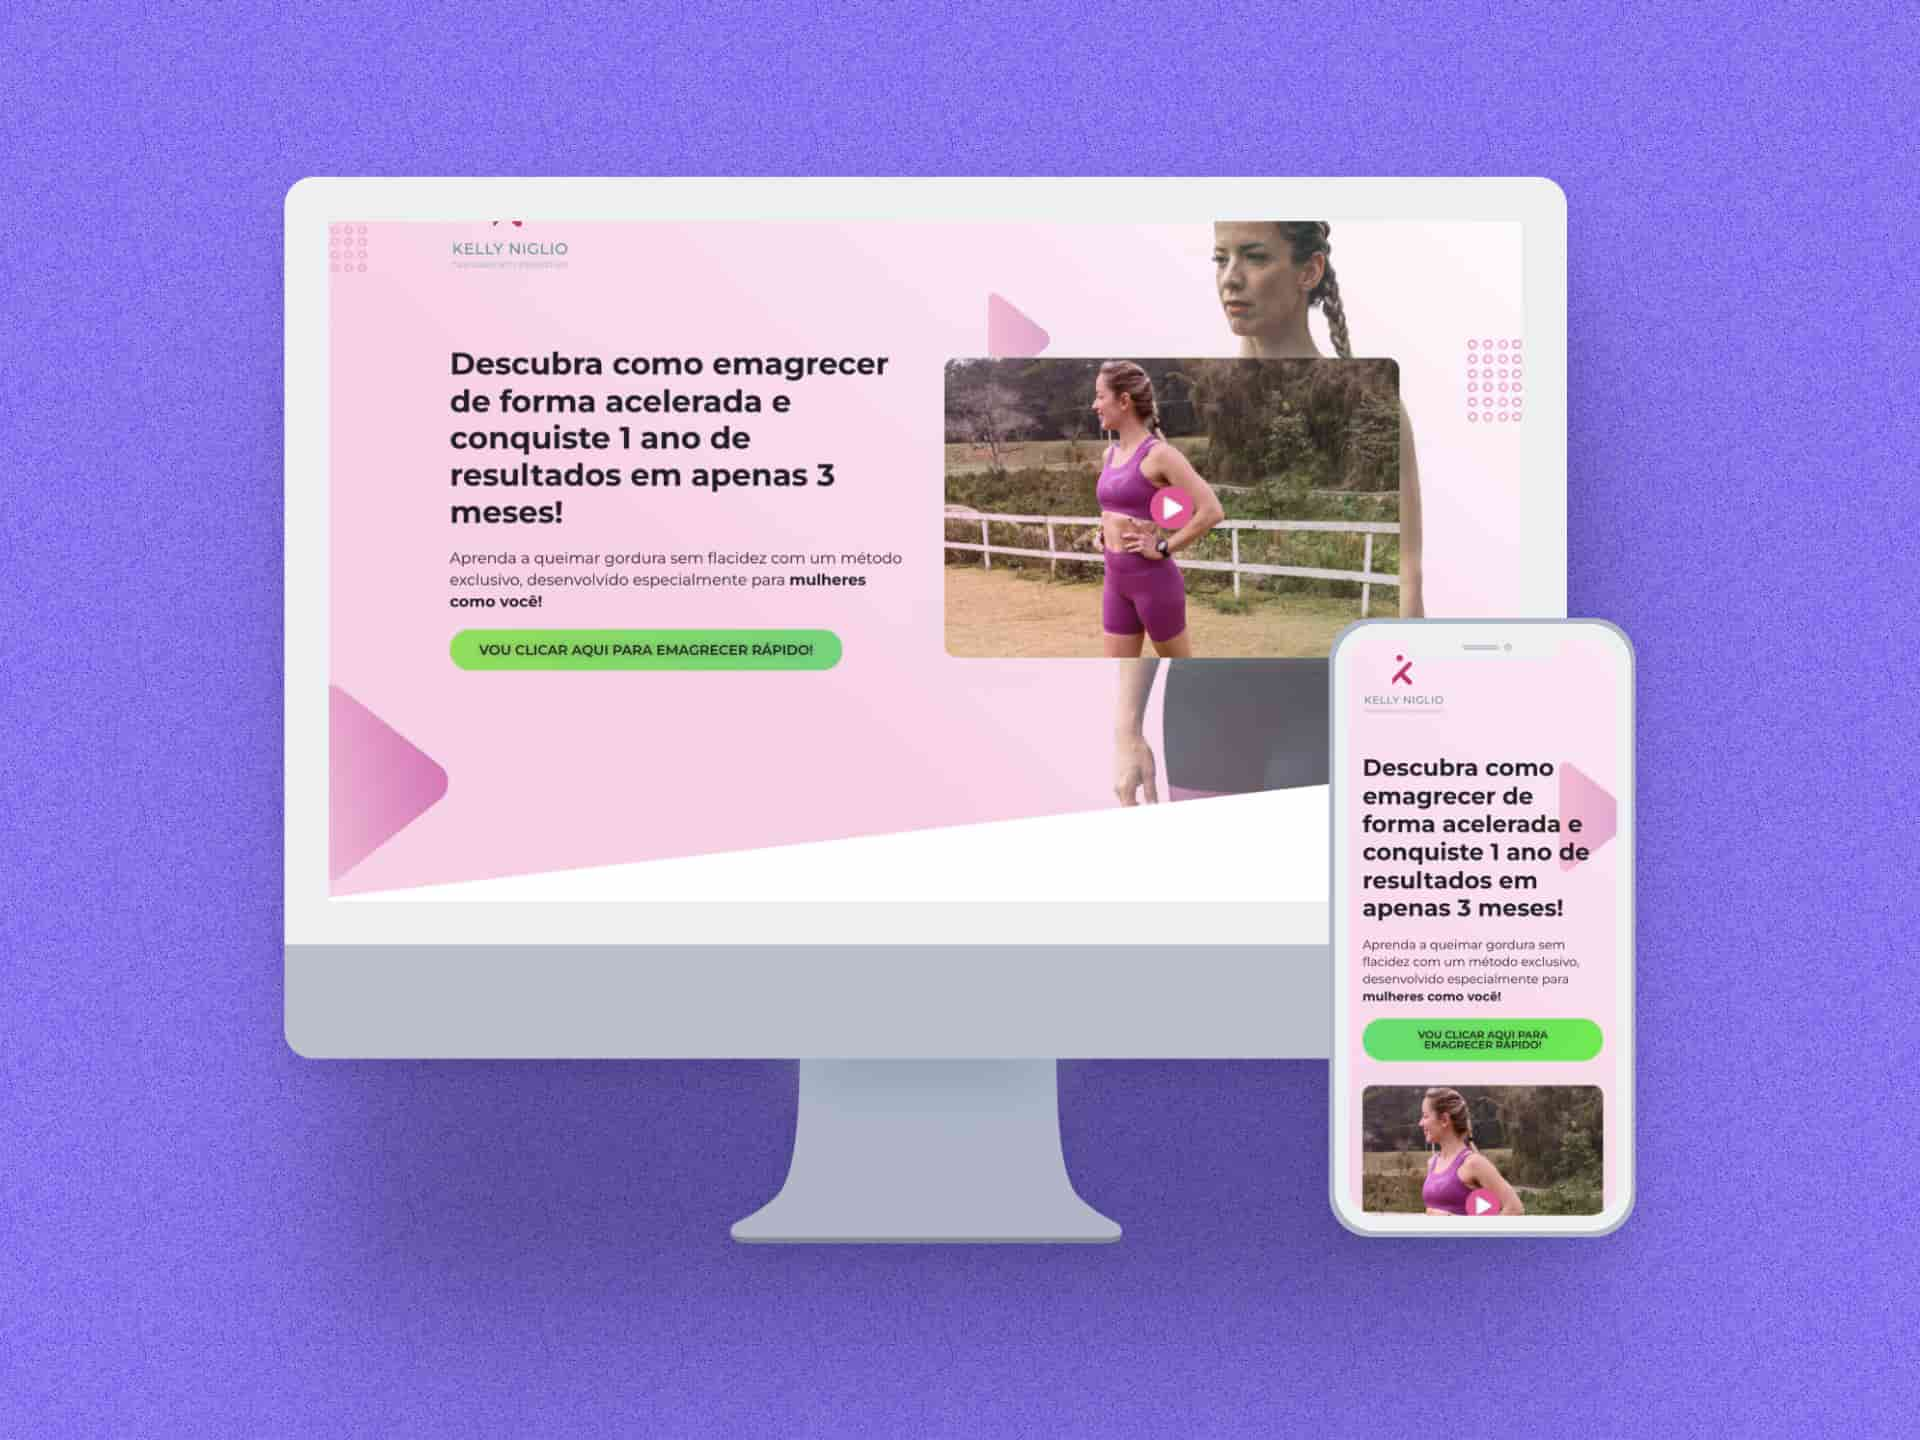 KELLY NIGLIO
Descubra como emagrecer
de forma acelerada e
conquiste 1 ano de
resultados em apenas 3
meses!
Aprenda a queimar gordura sem flacidez com um método
exclusivo, desenvolvido especialmente para mulheres
como você!
VOU CLICAR AQUI PARA EMAGRECER RÁPIDO!
KELLY NIGLIO
Descubra como
emagrecer de
forma acelerada e
conquiste 1 ano de
resultados em
apenas 3 meses!
Aprenda a queimar gordura sem
flacidez com um método exclusivo,
desenvolvido especialmente para
mulheres como você!
VOU CLICAR AQUI PARA
EMAGRECER RÁPIDO!